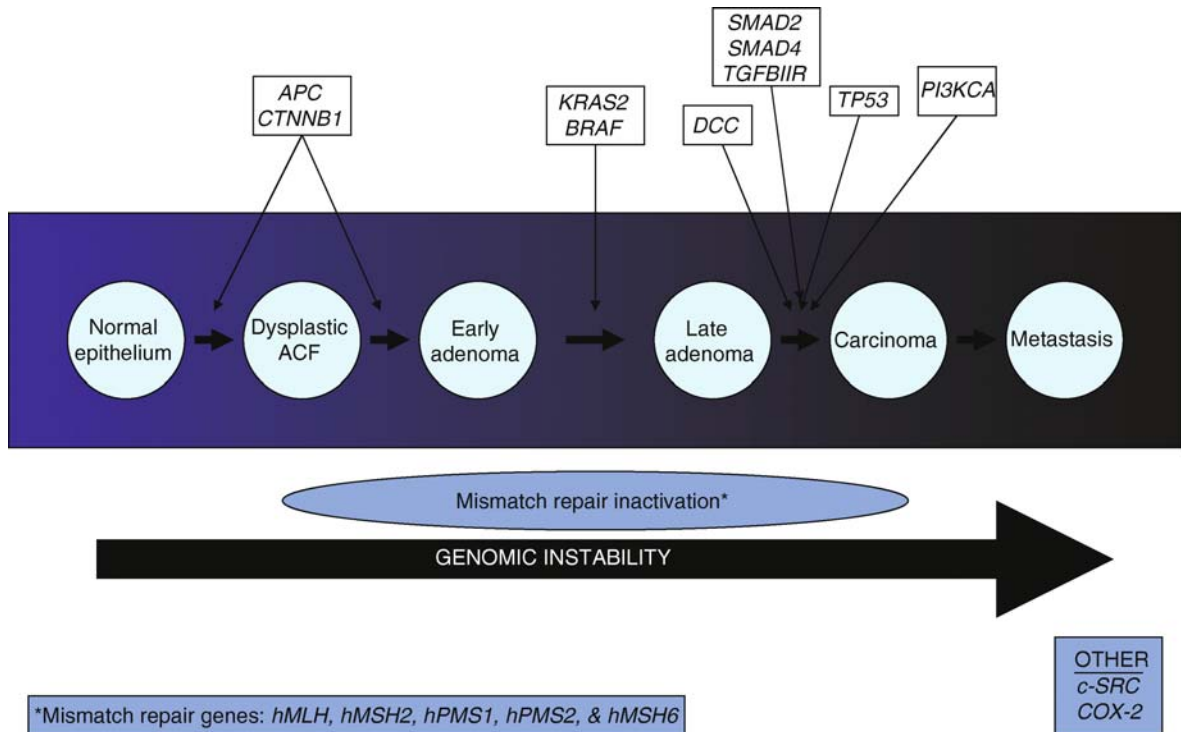 SMAD2
SMAD4
TGFBIIR
APC
CTNNB1
KRAS2
BRAF
DCC
TP53
PI3KCA
Normal
epithelium
Dysplastic
ACF
Early
adenoma
Late
adenoma
Carcinoma
Metastasis
Mismatch repair inactivation*
GENOMIC INSTABILITY
OTHER
c-SRC
COX-2
*Mismatch repair genes: hMLH, hMSH2, hPMS1, hPMS2, & hMSH6